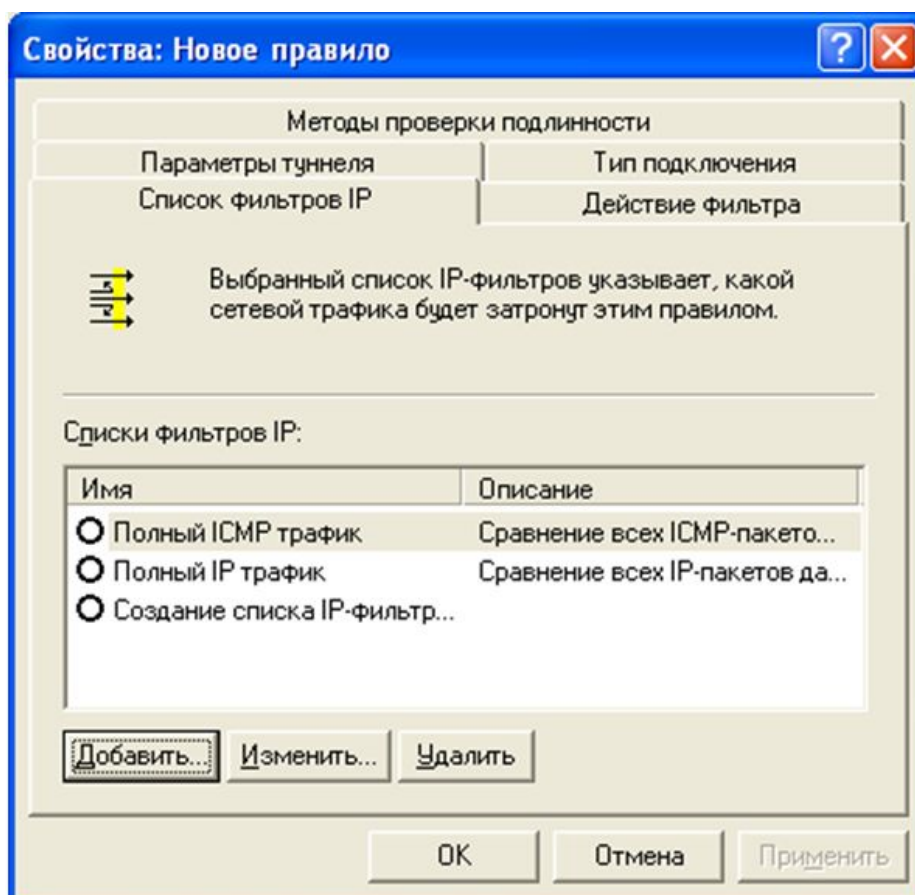 Свойства: Новое правило
Методы проверки подлинности
Параметры туннеля
Тип подключения
Список фильтров IP
Действие фильтра
Выбранный список IP-фильтров указывает, какой
сетевой трафика будет затронут этим правилом.
Списки фильтров IP:
Имя
Описание
Полный ICMP трафик
Сравнение всех ICMP-пакето...
Полный IP трафик
Сравнение всех IP-пакетов да...
Создание списка IP-фильтр...
Добавить...
Изменить...
Удалить
OK
Отмена
Применить